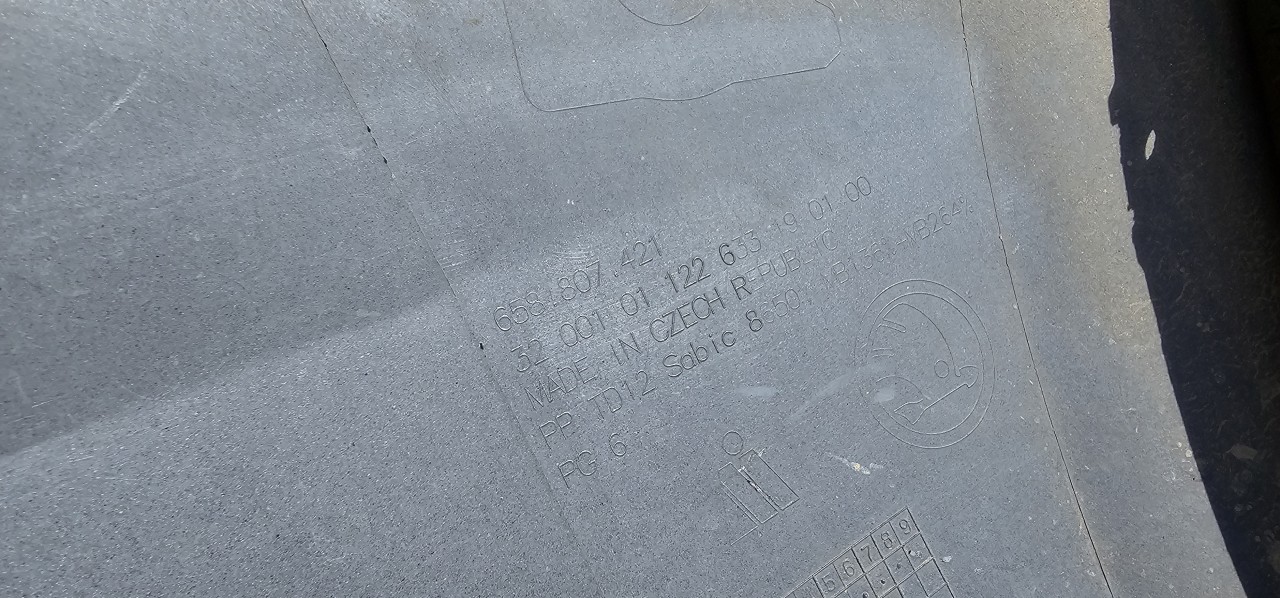 658.807.421
32 001 01 122 633 19 01 00
MADE IN CZECH REPUBLIC
PP TD12 Sabic 8650,
PG 6
5 6 7 8 9